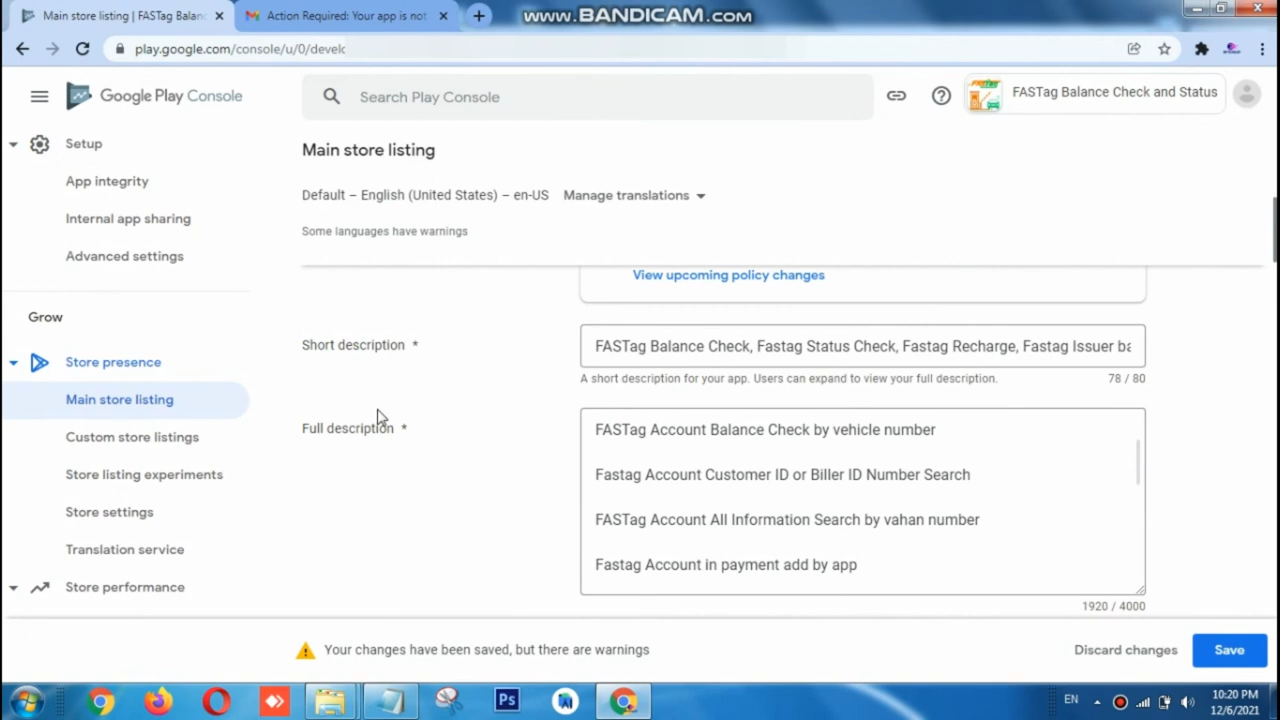 Main store listing | FASTag Balanc
Action Required: Your app is not
www.BANDICAM.com
play.google.com/console/u/0/develo
Google Play Console
Search Play Console
FASTag Balance Check and Status
Setup
App integrity
Internal app sharing
Advanced settings
Grow
Store presence
Main store listing
Custom store listings
Store listing experiments
Store settings
Translation service
Store performance
Main store listing
Default – English (United States) – en-US
Manage translations
Some languages have warnings
View upcoming policy changes
Short description *
FASTag Balance Check, Fastag Status Check, Fastag Recharge, Fastag Issuer ba
A short description for your app. Users can expand to view your full description.
78 / 80
Full description *
FASTag Account Balance Check by vehicle number
Fastag Account Customer ID or Biller ID Number Search
FASTag Account All Information Search by vahan number
Fastag Account in payment add by app
1920 / 4000
Your changes have been saved, but there are warnings
Discard changes
Save
Ps
EN
10:20 PM
12/6/2021